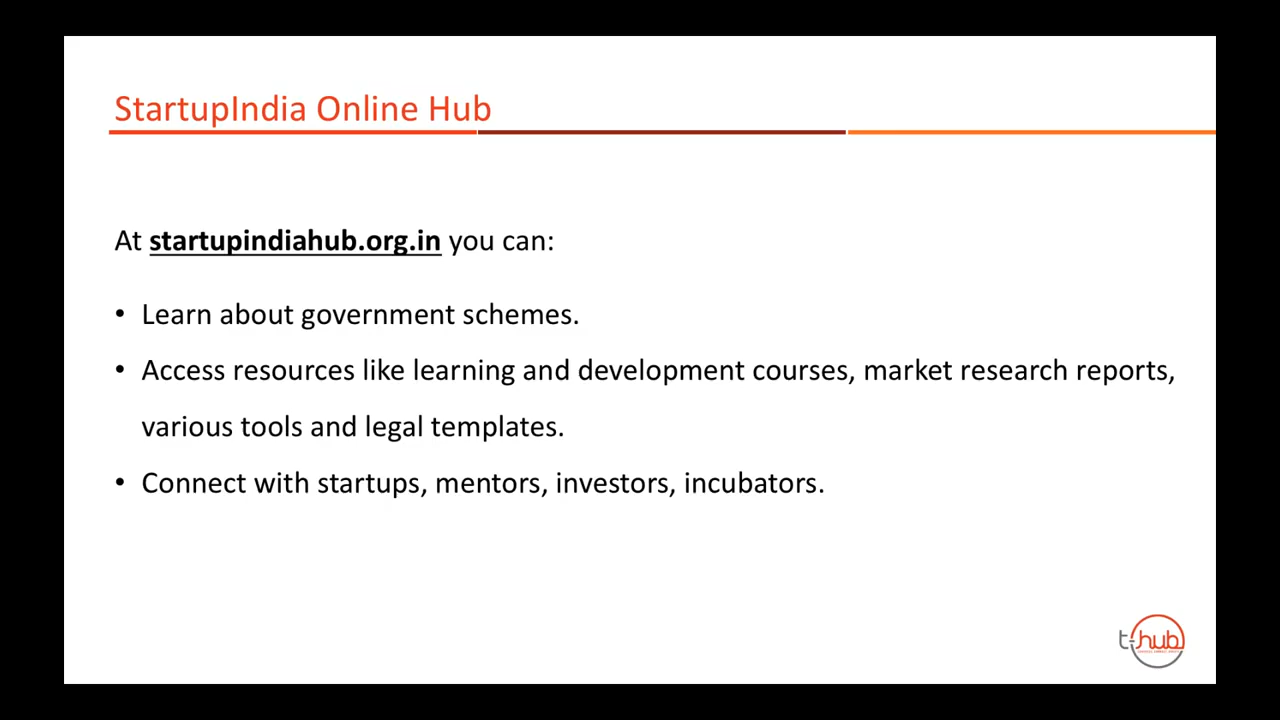 StartupIndia Online Hub
At startupindiahub.org.in you can:
• Learn about government schemes.
• Access resources like learning and development courses, market research reports,
various tools and legal templates.
• Connect with startups, mentors, investors, incubators.
t-hub